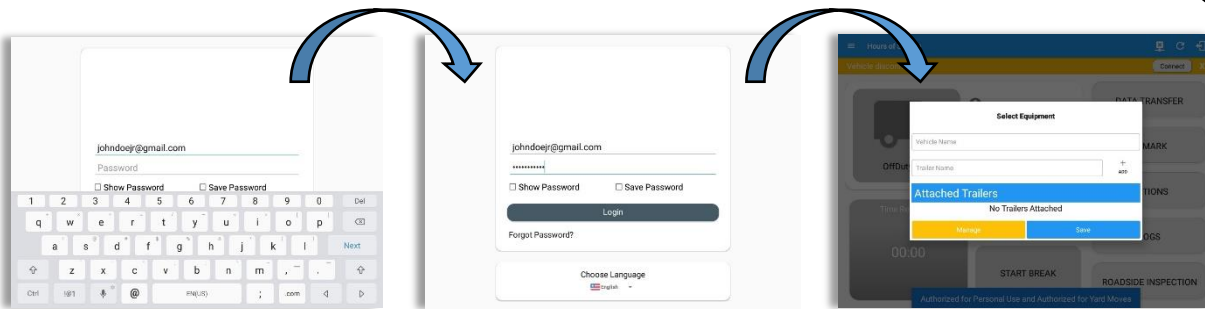 johndoejr@gmail.com
Password
Show Password Save Password
1 2 3 4 5 6 7 8 9 0 Del
q w e r t y u i o p
a s d f g h j k l Next
z x c v b n m , .
Ctrl !@1 @ EN(US) ; .com
johndoejr@gmail.com
•••••••••••
Show Password Save Password
Login
Forgot Password?
Choose Language
English
Hours of
Vehicle Connect X
DATA TRANSFER
Select Equipment
Vehicle Name
MARK
OffDut
Trailer Name + ADD
Attached Trailers
No Trailers Attached
Manage Save
00:00
START BREAK
ROADSIDE INSPECTION
Authorized for Personal Use and Authorized for Yard Moves